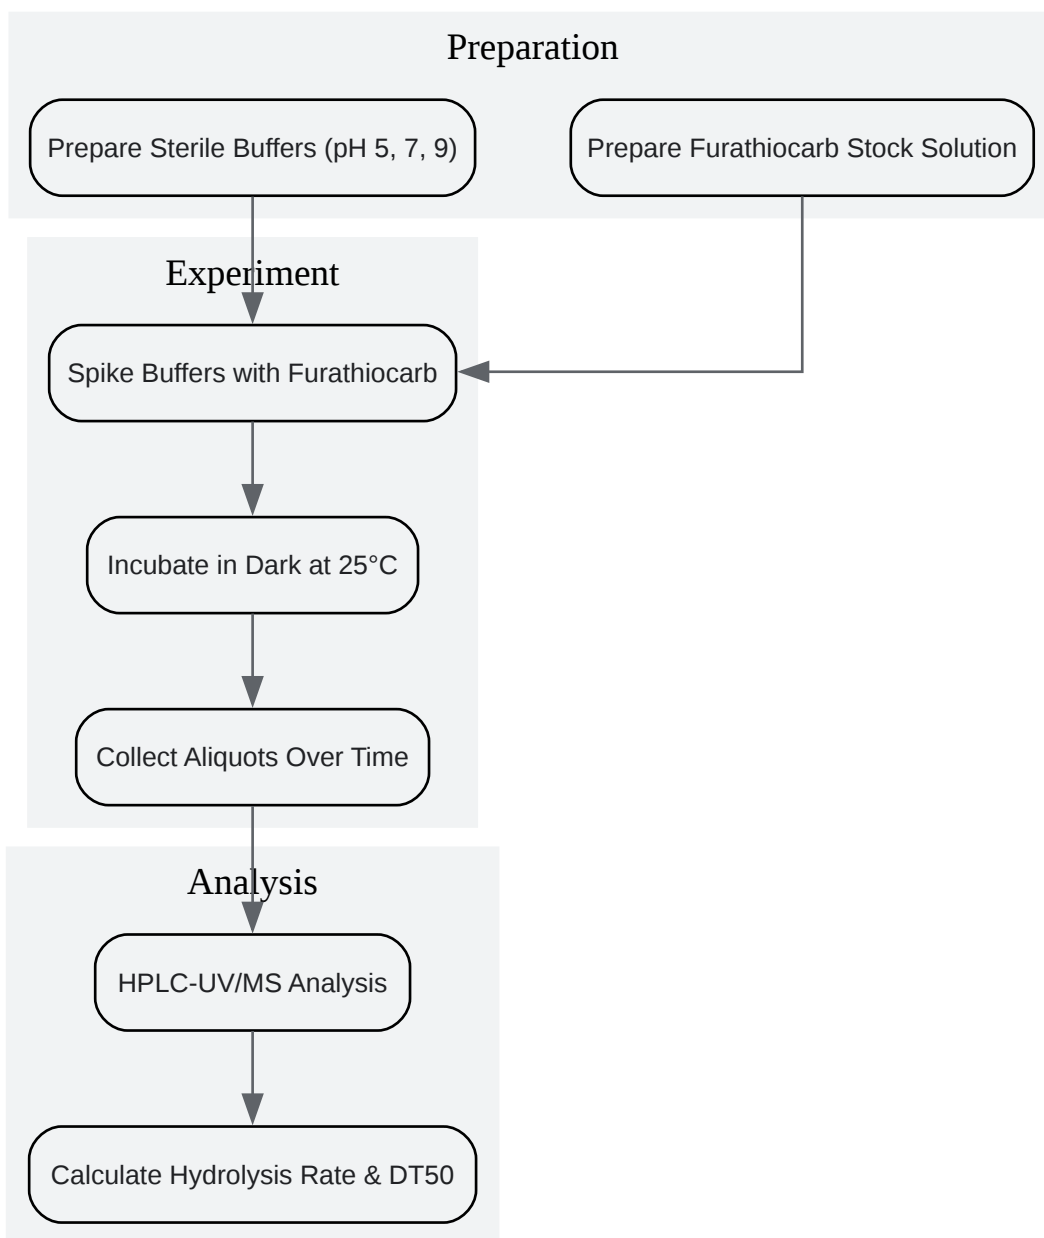 Preparation
Prepare Sterile Buffers (pH 5, 7, 9)
Prepare Furathiocarb Stock Solution
Experiment
Spike Buffers with Furathiocarb
Incubate in Dark at 25°C
Collect Aliquots Over Time
Analysis
HPLC-UV/MS Analysis
Calculate Hydrolysis Rate & DT50